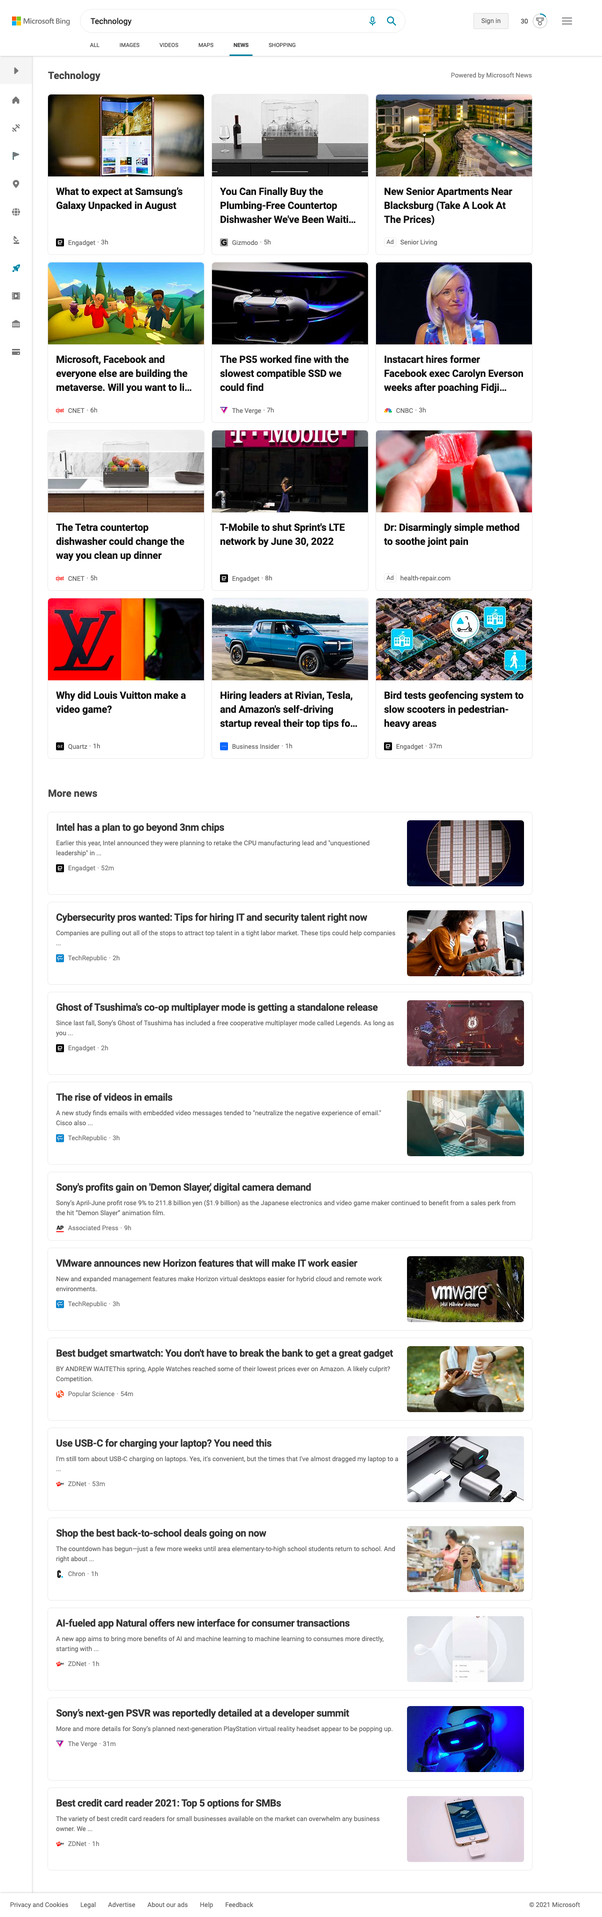 Microsoft Bing
Technology
Sign in
30
ALL
IMAGES
VIDEOS
MAPS
NEWS
SHOPPING
Technology
Powered by Microsoft News
What to expect at Samsung's
Galaxy Unpacked in August
Engadget · 3h
You Can Finally Buy the
Plumbing-Free Countertop
Dishwasher We've Been Waiti...
Gizmodo · 5h
New Senior Apartments Near
Blacksburg (Take A Look At
The Prices)
Ad Senior Living
Microsoft, Facebook and
everyone else are building the
metaverse. Will you want to li...
CNET · 6h
The PS5 worked fine with the
slowest compatible SSD we
could find
The Verge · 7h
Instacart hires former
Facebook exec Carolyn Everson
weeks after poaching Fidji...
CNBC · 3h
The Tetra countertop
dishwasher could change the
way you clean up dinner
CNET · 5h
T-Mobile
T-Mobile to shut Sprint's LTE
network by June 30, 2022
Engadget · 8h
Dr: Disarmingly simple method
to soothe joint pain
Ad health-repair.com
LV
Why did Louis Vuitton make a
video game?
Quartz · 1h
Hiring leaders at Rivian, Tesla,
and Amazon's self-driving
startup reveal their top tips fo...
Business Insider · 1h
Bird tests geofencing system to
slow scooters in pedestrian-
heavy areas
Engadget · 37m
More news
Intel has a plan to go beyond 3nm chips
Earlier this year, Intel announced they were planning to retake the CPU manufacturing lead and "unquestioned
leadership" in ...
Engadget · 52m
Cybersecurity pros wanted: Tips for hiring IT and security talent right now
Companies are pulling out all of the stops to attract top talent in a tight labor market. These tips could help companies
...
TechRepublic · 2h
Ghost of Tsushima's co-op multiplayer mode is getting a standalone release
Since last fall, Sony's Ghost of Tsushima has included a free cooperative multiplayer mode called Legends. As long as
you ...
Engadget · 2h
The rise of videos in emails
A new study finds emails with embedded video messages tended to "neutralize the negative experience of email."
Cisco also ...
TechRepublic · 3h
Sony's profits gain on 'Demon Slayer,' digital camera demand
Sony's April-June profit rose 9% to 211.8 billion yen ($1.9 billion) as the Japanese electronics and video game maker continued to benefit from a sales perk from
the hit "Demon Slayer" animation film.
AP Associated Press · 9h
VMware announces new Horizon features that will make IT work easier
New and expanded management features make Horizon virtual desktops easier for hybrid cloud and remote work
environments.
TechRepublic · 3h
vmware
3401 Hillview Avenue
Best budget smartwatch: You don't have to break the bank to get a great gadget
BY ANDREW WAITEThis spring, Apple Watches reached some of their lowest prices ever on Amazon. A likely culprit?
Competition.
Popular Science · 54m
Use USB-C for charging your laptop? You need this
I'm still torn about USB-C charging on laptops. Yes, it's convenient, but the times that I've almost dragged my laptop to a
...
ZDNet · 53m
Shop the best back-to-school deals going on now
The countdown has begun—just a few more weeks until area elementary-to-high school students return to school. And
right about ...
Chron · 1h
AI-fueled app Natural offers new interface for consumer transactions
A new app aims to bring more benefits of AI and machine learning to machine learning to consumes more directly,
starting with ...
ZDNet · 1h
Sony's next-gen PSVR was reportedly detailed at a developer summit
More and more details for Sony's planned next-generation PlayStation virtual reality headset appear to be popping up.
The Verge · 31m
Best credit card reader 2021: Top 5 options for SMBs
The variety of best credit card readers for small businesses available on the market can overwhelm any business
owner. We ...
ZDNet · 1h
Privacy and Cookies
Legal
Advertise
About our ads
Help
Feedback
© 2021 Microsoft